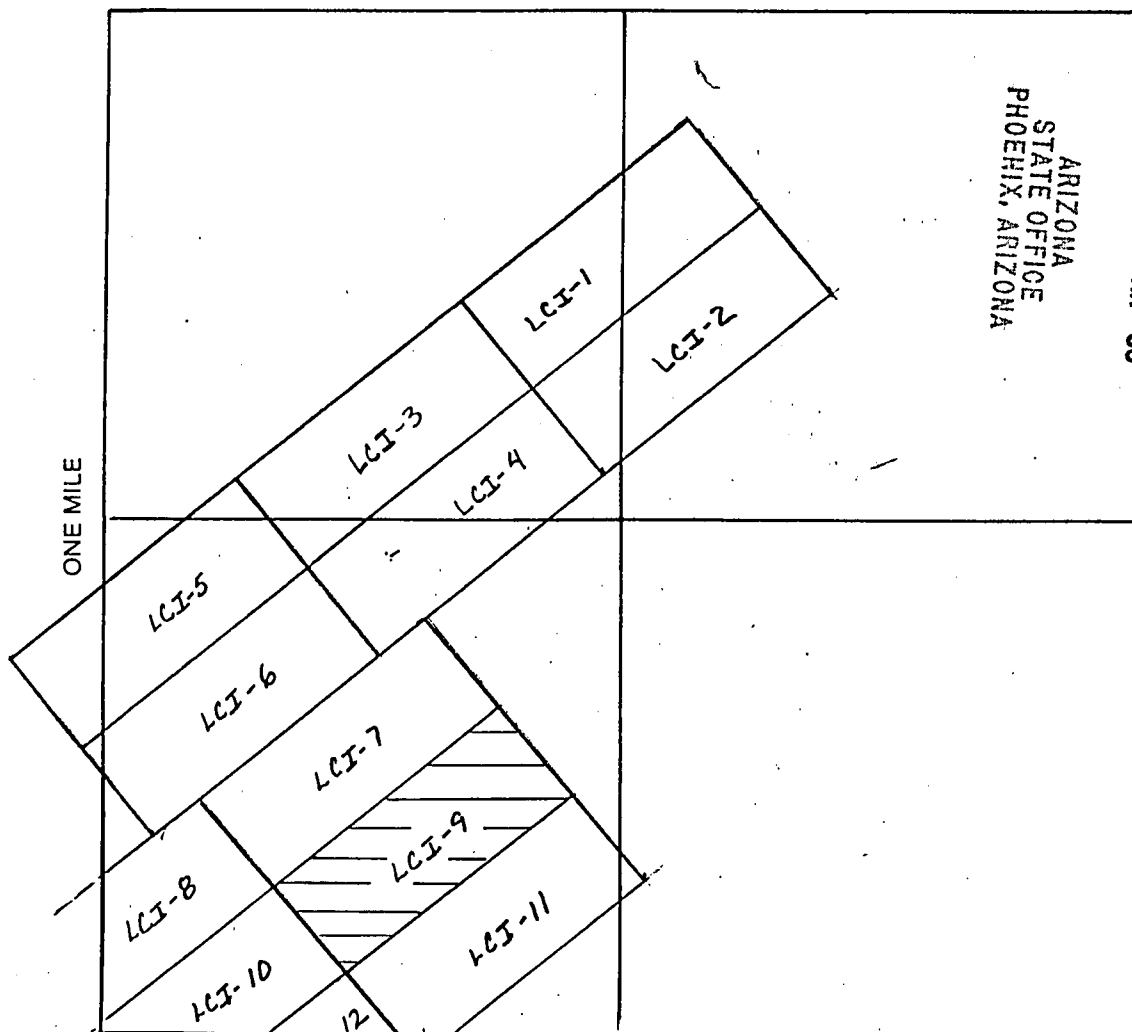 ARIZONA
STATE OFFICE
PHOENIX, ARIZONA
LCI-1
LCI-2
LCI-3
LCI-4
ONE MILE
LCI-5
LCI-6
LCI-7
LCI-9
LCI-8
LCI-11
LCI-10
12